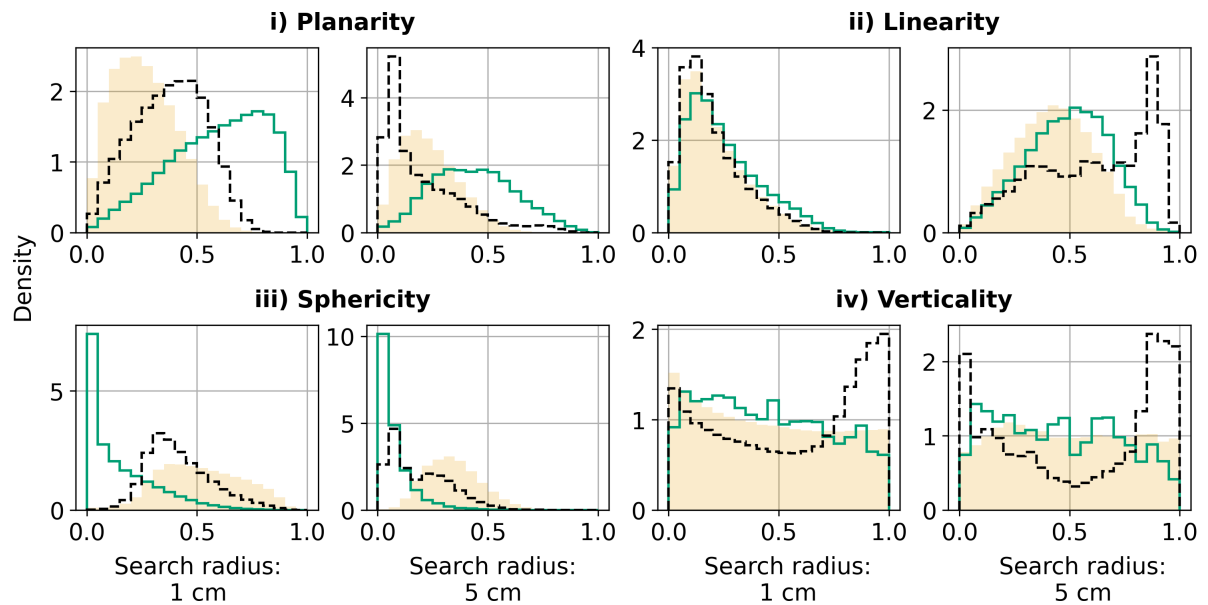 i) Planarity
ii) Linearity
2
1
0
0.0 0.5 1.0
4
2
0
0.0 0.5 1.0
4
2
0
0.0 0.5 1.0
2
0
0.0 0.5 1.0
Density
iii) Sphericity
iv) Verticality
5
0
0.0 0.5 1.0
10
5
0
0.0 0.5 1.0
2
1
0
0.0 0.5 1.0
2
1
0
0.0 0.5 1.0
Search radius:
1 cm
Search radius:
5 cm
Search radius:
1 cm
Search radius:
5 cm